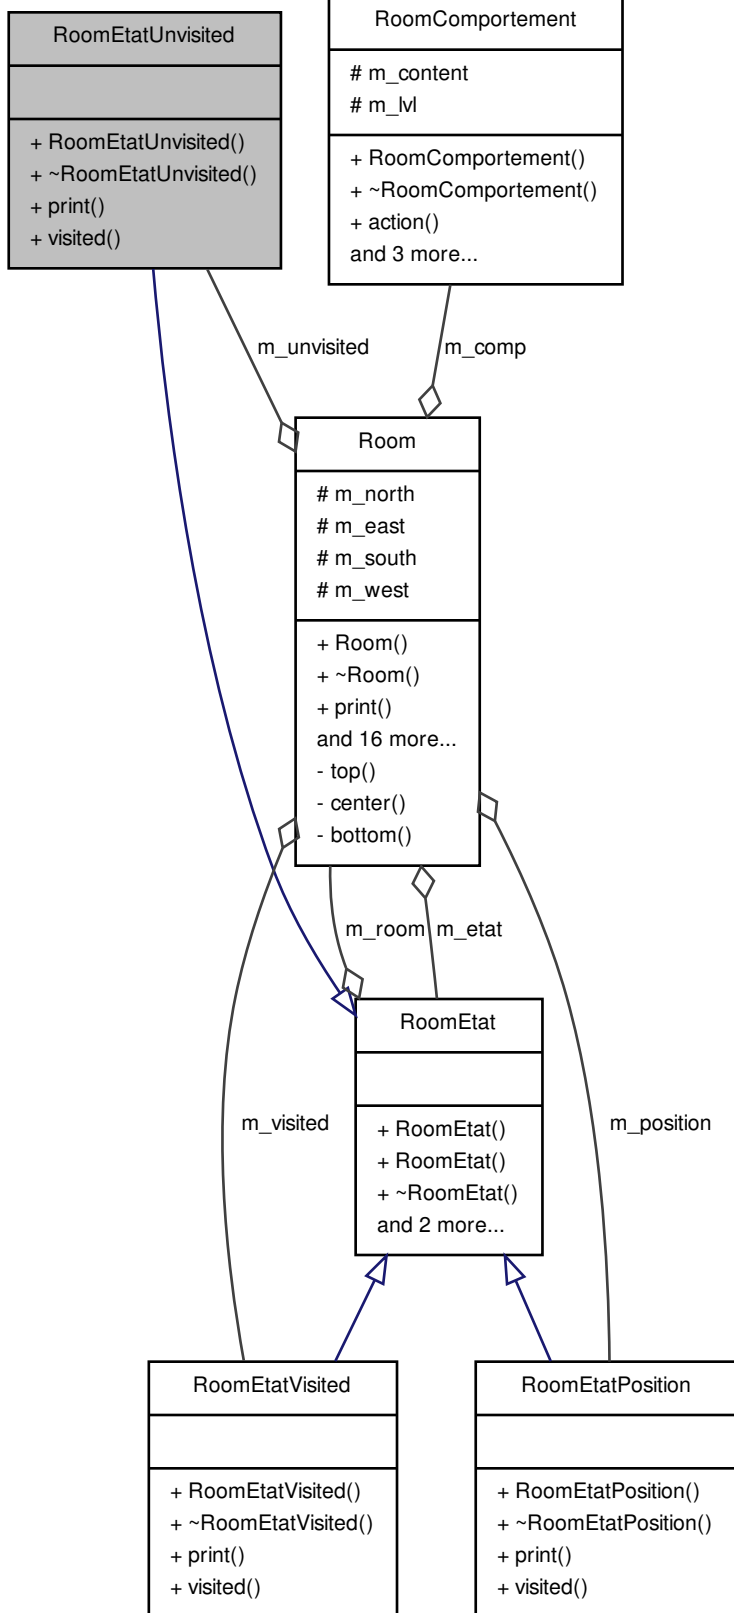 RoomEtatUnvisited
+ RoomEtatUnvisited()
+ ~RoomEtatUnvisited()
+ print()
+ visited()
RoomComportement
# m_content
# m_lvl
+ RoomComportement()
+ ~RoomComportement()
+ action()
and 3 more...
m_unvisited
m_comp
Room
# m_north
# m_east
# m_south
# m_west
+ Room()
+ ~Room()
+ print()
and 16 more...
- top()
- center()
- bottom()
m_room
m_etat
RoomEtat
+ RoomEtat()
+ RoomEtat()
+ ~RoomEtat()
and 2 more...
m_visited
m_position
RoomEtatVisited
+ RoomEtatVisited()
+ ~RoomEtatVisited()
+ print()
+ visited()
RoomEtatPosition
+ RoomEtatPosition()
+ ~RoomEtatPosition()
+ print()
+ visited()